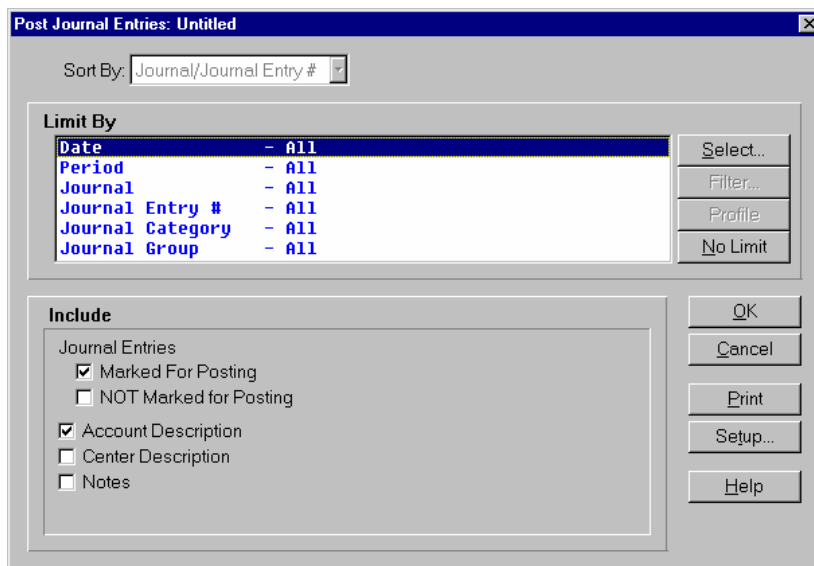 Post Journal Entries: Untitled
Sort By: Journal/Journal Entry #
Limit By
Date - All
Period - All
Journal - All
Journal Entry # - All
Journal Category - All
Journal Group - All
Select...
Filter...
Profile
No Limit
Include
Journal Entries
Marked For Posting
NOT Marked for Posting
Account Description
Center Description
Notes
OK
Cancel
Print
Setup...
Help